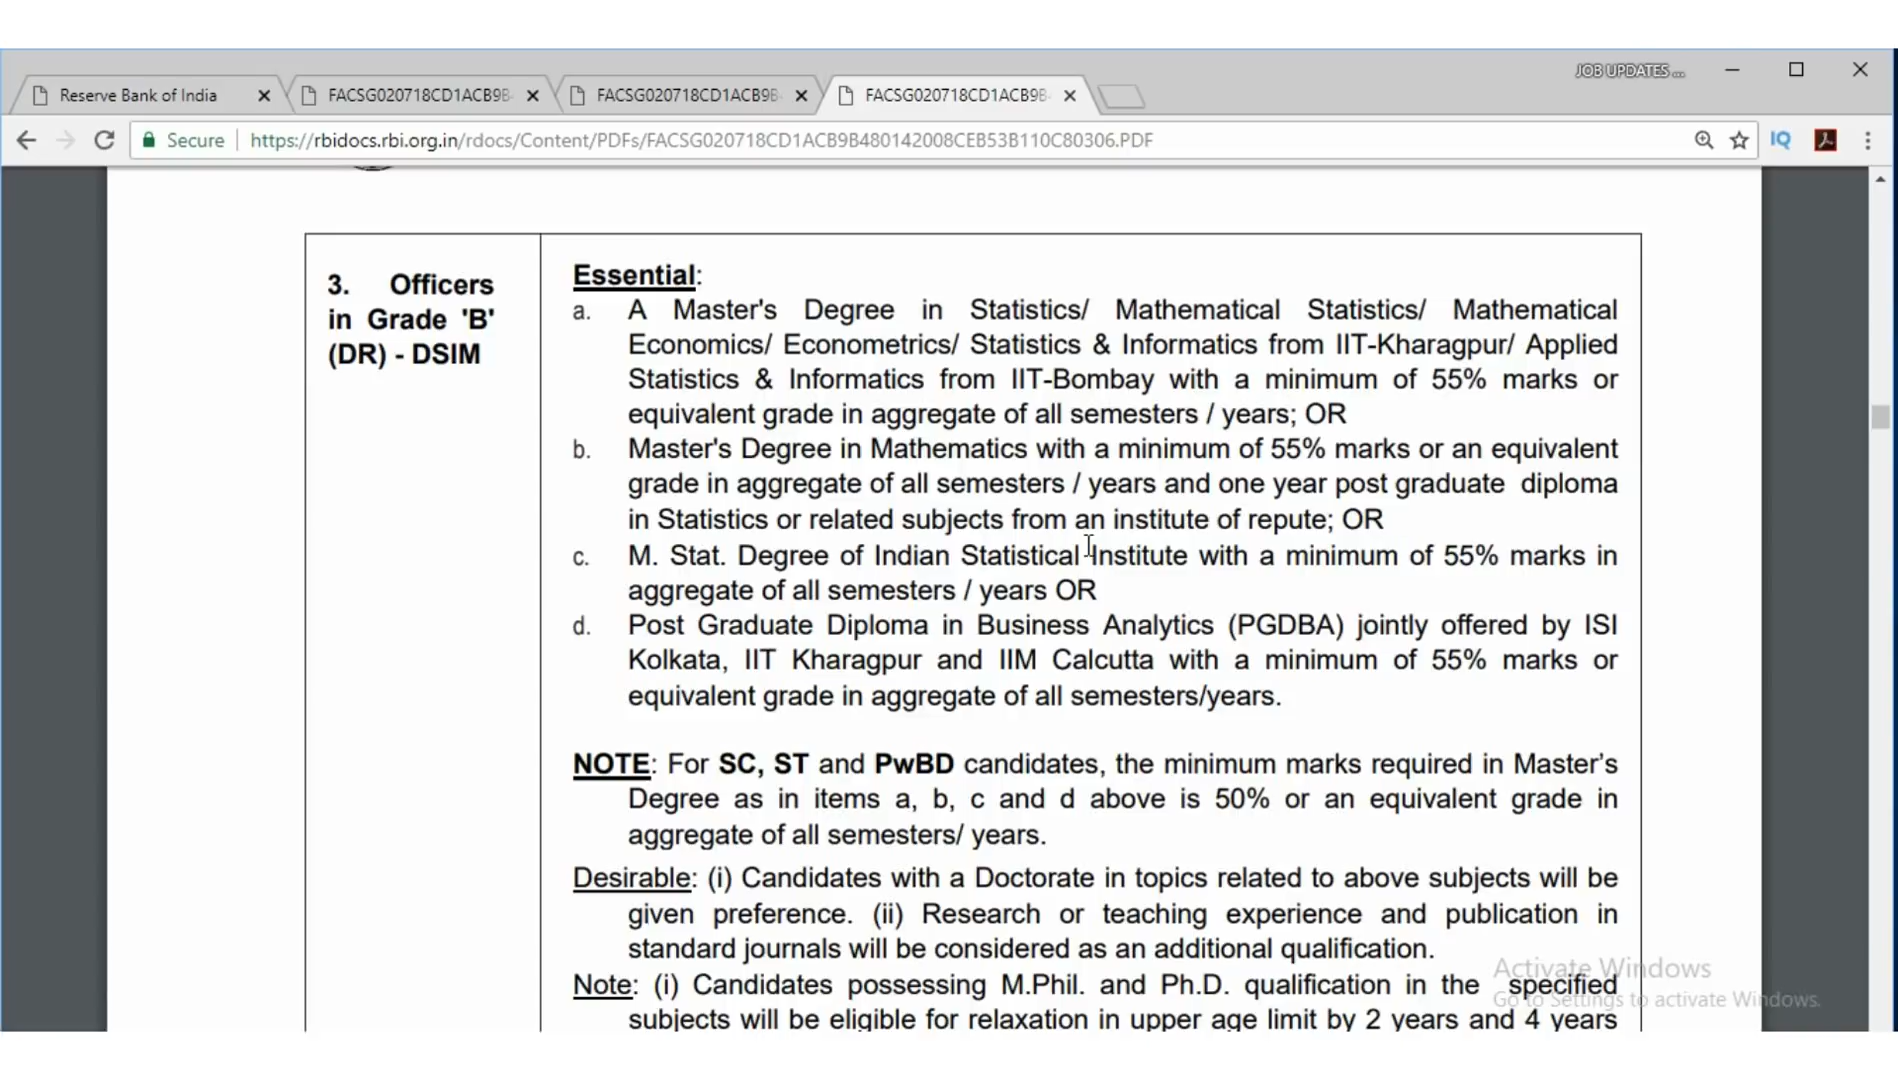 JOB UPDATES ...
Reserve Bank of India
FACSG020718CD1ACB9B
FACSG020718CD1ACB9B
FACSG020718CD1ACB9B
Secure
https://rbidocs.rbi.org.in/rdocs/Content/PDFs/FACSG020718CD1ACB9B480142008CEB53B110C80306.PDF
IQ
3. Officers
in Grade 'B'
(DR) - DSIM
Essential:
a. A Master's Degree in Statistics/ Mathematical Statistics/ Mathematical
Economics/ Econometrics/ Statistics & Informatics from IIT-Kharagpur/ Applied
Statistics & Informatics from IIT-Bombay with a minimum of 55% marks or
equivalent grade in aggregate of all semesters / years; OR
b. Master's Degree in Mathematics with a minimum of 55% marks or an equivalent
grade in aggregate of all semesters / years and one year post graduate diploma
in Statistics or related subjects from an institute of repute; OR
c. M. Stat. Degree of Indian Statistical Institute with a minimum of 55% marks in
aggregate of all semesters / years OR
d. Post Graduate Diploma in Business Analytics (PGDBA) jointly offered by ISI
Kolkata, IIT Kharagpur and IIM Calcutta with a minimum of 55% marks or
equivalent grade in aggregate of all semesters/years.
NOTE: For SC, ST and PwBD candidates, the minimum marks required in Master’s
Degree as in items a, b, c and d above is 50% or an equivalent grade in
aggregate of all semesters/ years.
Desirable: (i) Candidates with a Doctorate in topics related to above subjects will be
given preference. (ii) Research or teaching experience and publication in
standard journals will be considered as an additional qualification.
Note: (i) Candidates possessing M.Phil. and Ph.D. qualification in the specified
subjects will be eligible for relaxation in upper age limit by 2 years and 4 years
Activate Windows
Go to Settings to activate Windows.